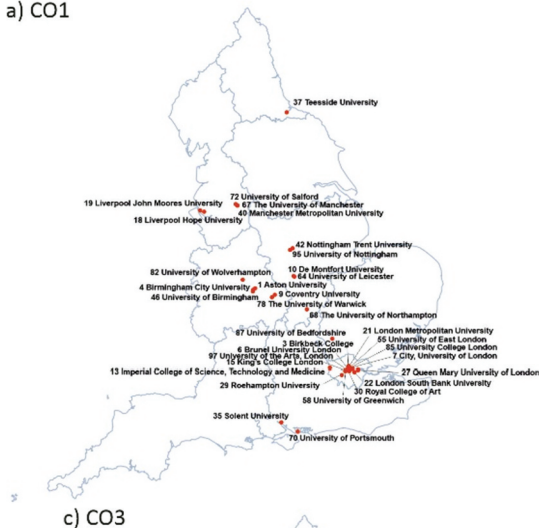 a) CO1
37 Teesside University
72 University of Salford
19 Liverpool John Moores University
67 The University of Manchester
40 Manchester Metropolitan University
18 Liverpool Hope University
42 Nottingham Trent University
95 University of Nottingham
10 De Montfort University
82 University of Wolverhampton
64 University of Leicester
4 Birmingham City University
1 Aston University
46 University of Birmingham
9 Coventry University
78 The University of Warwick
68 The University of Northampton
87 University of Bedfordshire
21 London Metropolitan University
3 Birkbeck College
55 University of East London
6 Brunel University London
85 University College London
97 University of the Arts, London
7 City, University of London
15 King's College London
13 Imperial College of Science, Technology and Medicine
27 Queen Mary University of London
29 Roehampton University
22 London South Bank University
30 Royal College of Art
58 University of Greenwich
35 Solent University
70 University of Portsmouth
c) CO3